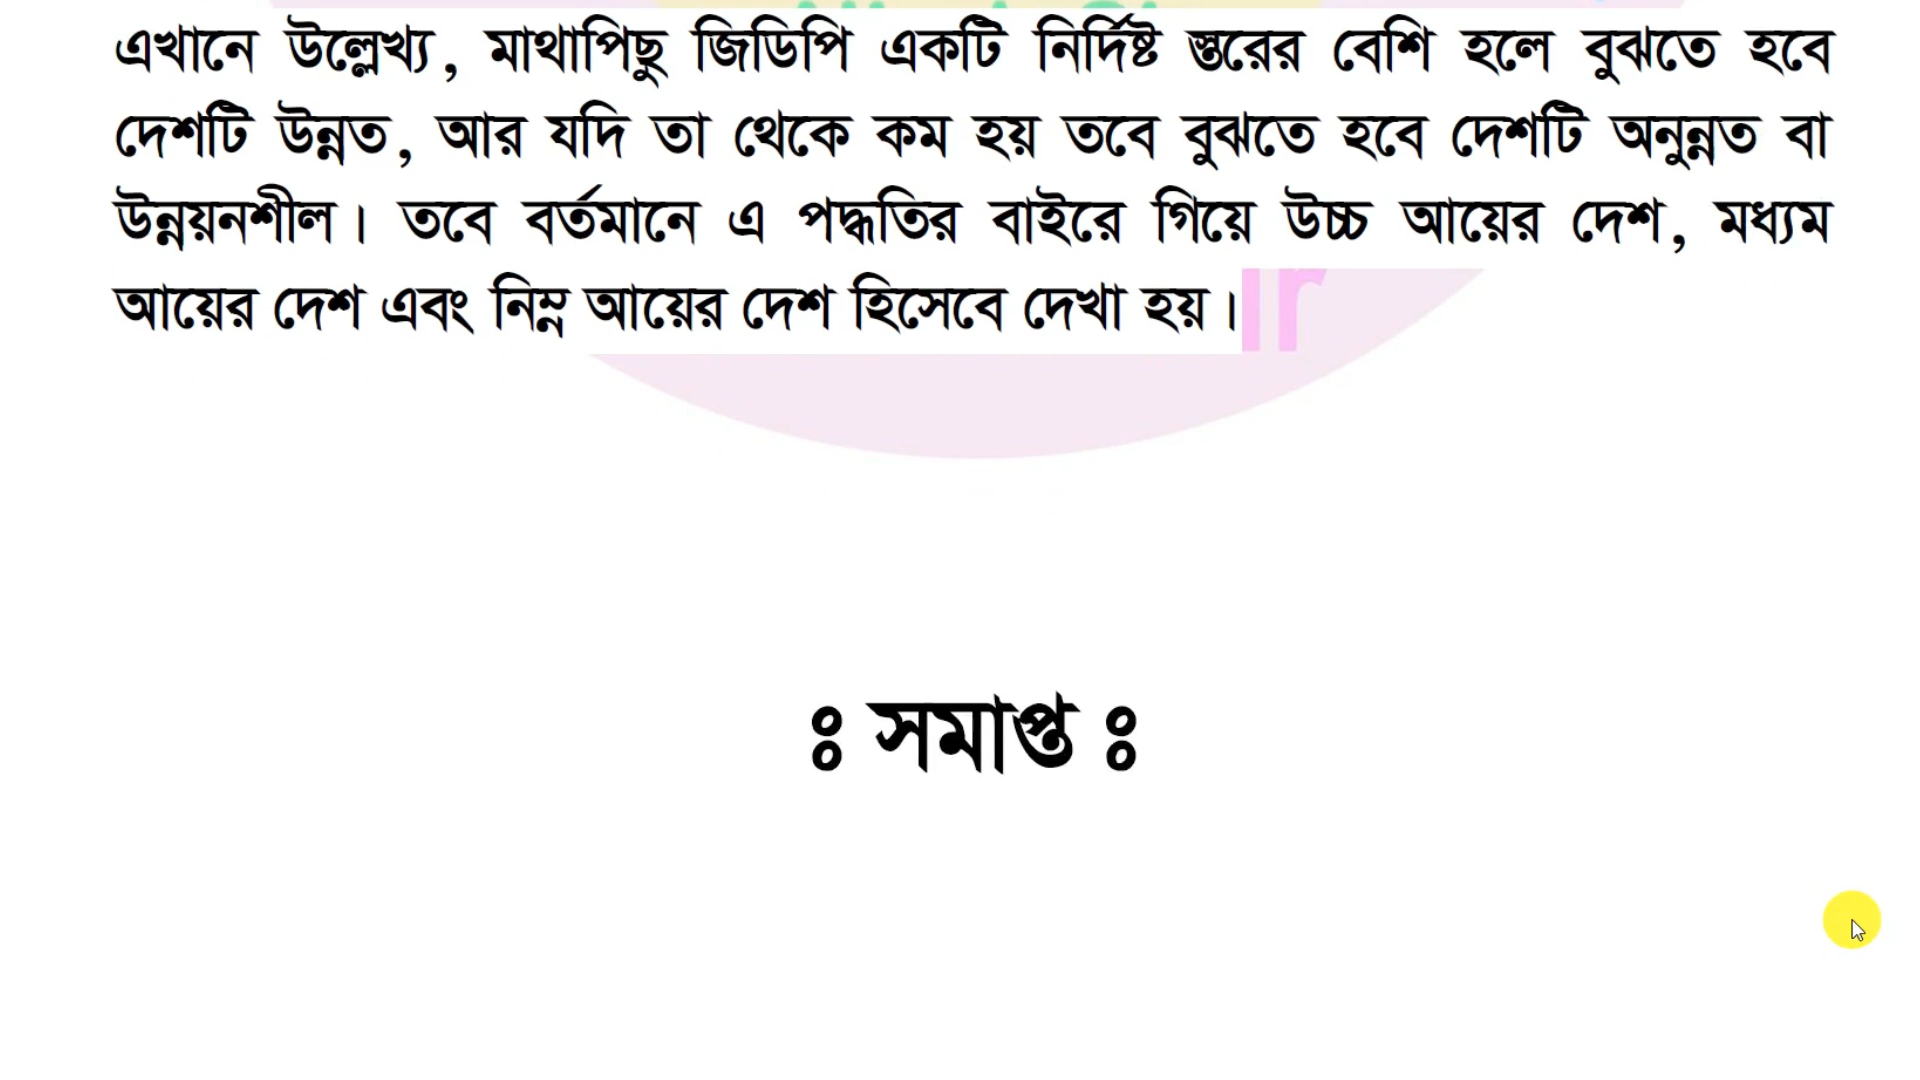 এখানে উল্লেখ্য, মাথাপিছু জিডিপি একটি নির্দিষ্ট স্তরের বেশি হলে বুঝতে হবে
দেশটি উন্নত, আর যদি তা থেকে কম হয় তবে বুঝতে হবে দেশটি অনুন্নত বা
উন্নয়নশীল। তবে বর্তমানে এ পদ্ধতির বাইরে গিয়ে উচ্চ আয়ের দেশ, মধ্যম
আয়ের দেশ এবং নিম্ন আয়ের দেশ হিসেবে দেখা হয়।
ঃ সমাপ্ত ঃ